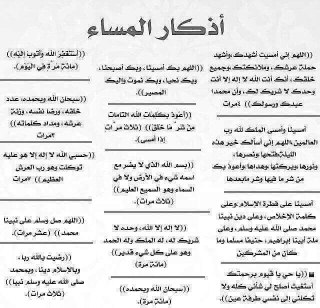 أذكار المساء
((اللهم إني أمسيت أشهدك وأشهد
حملة عرشك، وملائكتك، وجميع
خلقك، أنك أنت الله لا إله إلا أنت
وحدك لا شريك لك، وأن محمدا
عبدك ورسولك)) ٤مرات
أمسينا وأمسى الملك لله رب
العالمين،اللهم إني أسألك خير هذه
الليلة،فتحها ونصرها،
ونورها وبركتها وهداها،وأعوذ بك
من شر ما فيها وشر مابعدها
أمسينا على فطرة الإسلام وعلى
كلمة الإخلاص، وعلى دين نبينا
محمد صلى الله عليه وسلم، وعلى
ملة أبينا إبراهيم، حنيفا مسلما وما
كان من المشركين
((يا حي يا قيوم برحمتك
أستغيث أصلح لي شأني كله ولا
تكلني إلى نفسي طرفة عين))
((اللهم بك أمسينا، وبك أصبحنا،
وبك نحيا، وبك نموت وإليك
المصير))
((أعوذ بكلمات الله التامات
من شر ما خلق)) (ثلاث مرات
إذا أمسى)
((بسم الله الذي لا يضر مع
اسمه شيء في الأرض ولا في
السماء وهو السميع العليم))
(ثلاث مرات)
((لا إله إلا الله، وحده لا
شريك له، له الملك وله الحمد
وهو على كل شيء قدير))
(مائة مرة)
((سبحان الله وبحمده))
(مائة مرة)
((أستغفر الله وأتوب إليه))
(مائة مرة في اليوم)
((سبحان الله وبحمده، عدد
خلقه، ورضا نفسه، وزنة
عرشه، ومداد كلماته))
٣مرات
((حسبي الله لا إله إلا هو عليه
توكلت وهو رب العرش
العظيم)) ٧مرات
((اللهم صل وسلم على نبينا
محمد)) (عشر مرات)
((رضيت بالله ربا،
وبالإسلام دينا، وبمحمد
صلى الله عليه وسلم نبيا))
(ثلاث مرات)